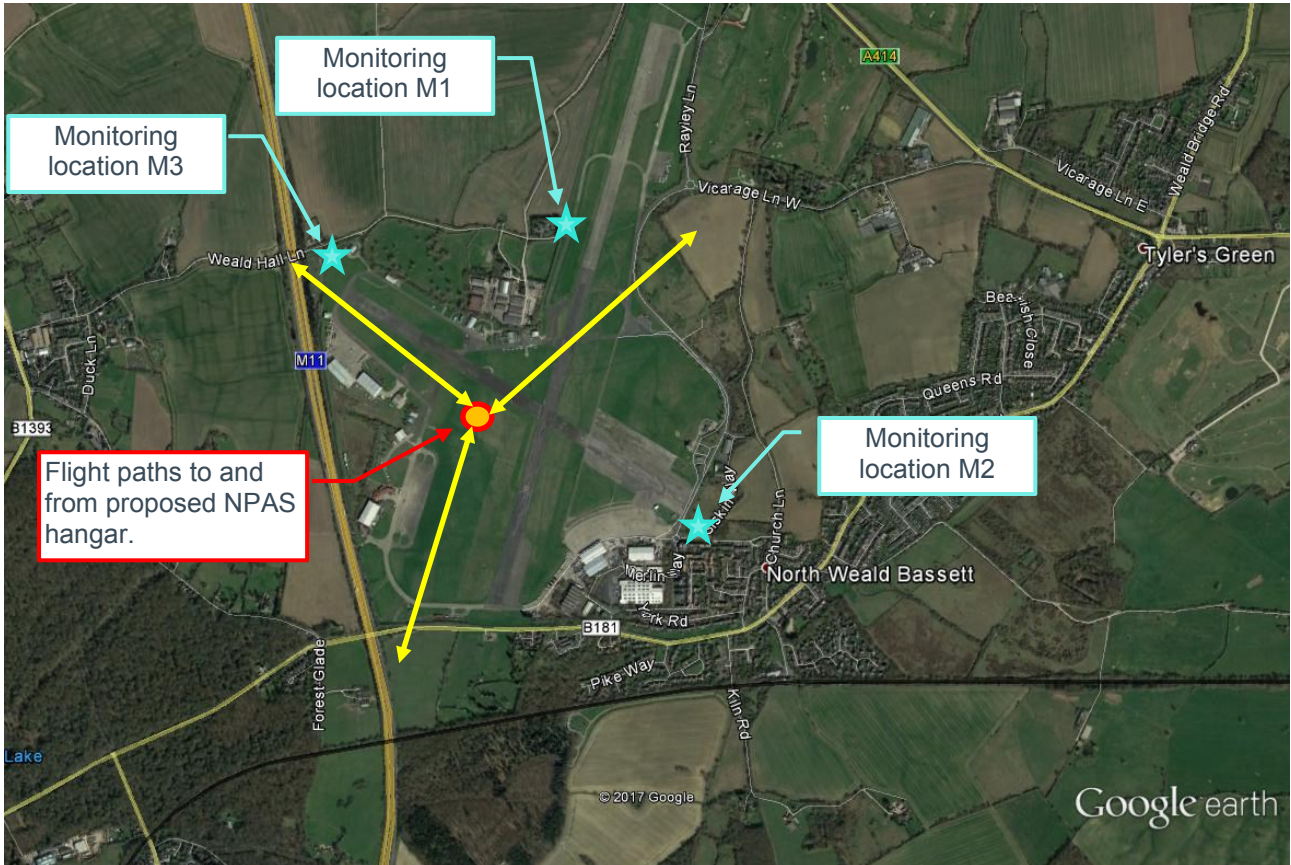 Monitoring
location M1
A414
Monitoring
location M3
Rayley Ln
Weald Bridge Rd
Vicarage Ln W
Vicarage Ln E
Weald Hall Ln
Tyler's Green
Duck Ln
M11
Close
Queens Rd
B1393
Monitoring
location M2
Flight paths to and
from proposed NPAS
hangar.
Way
Church Ln
Merlin
Way
North Weald Bassett
York Rd
B181
Forest Glade
Pike Way
Kiln Rd
Lake
© 2017 Google
Google earth